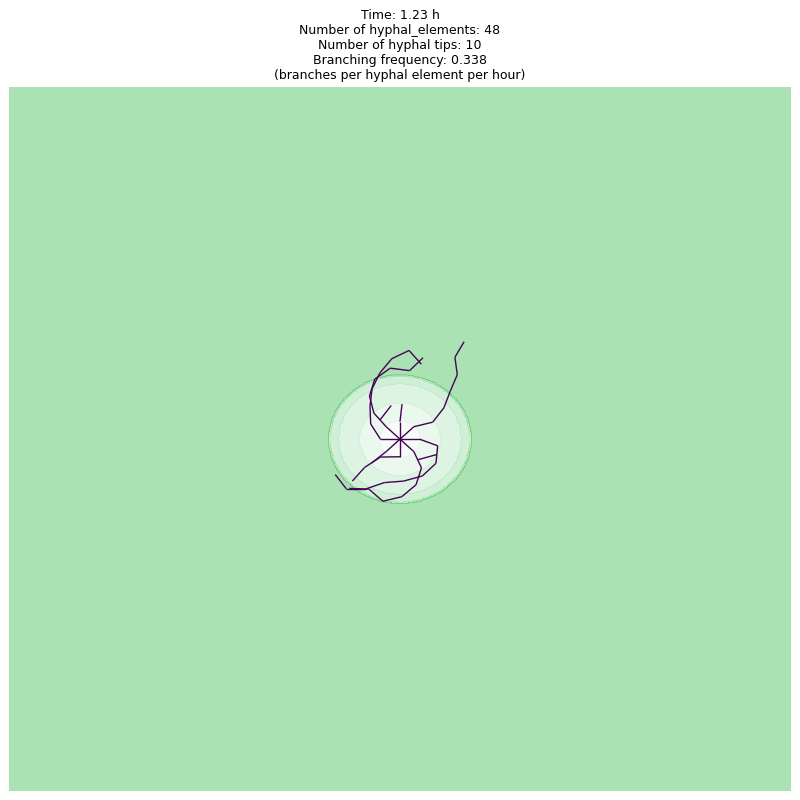 Time: 1.23 h
Number of hyphal_elements: 48
Number of hyphal tips: 10
Branching frequency: 0.338
(branches per hyphal element per hour)